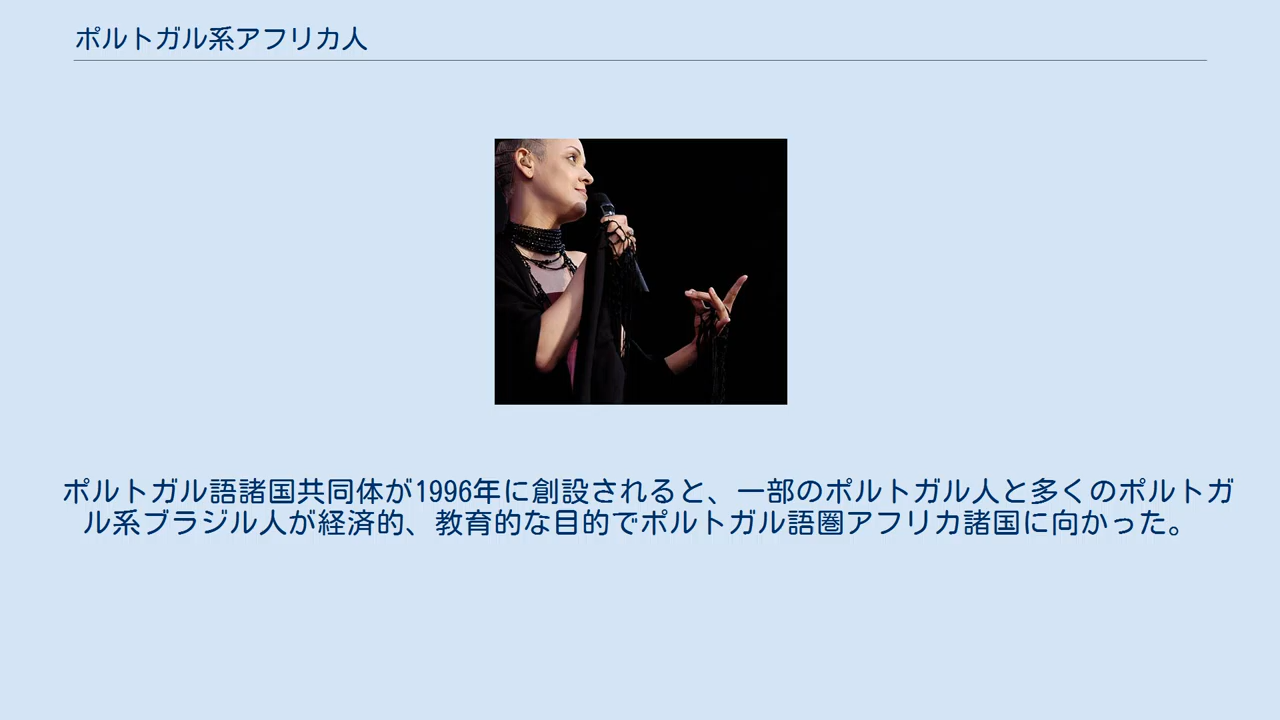 ポルトガル系アフリカ人
ポルトガル語諸国共同体が1996年に創設されると、一部のポルトガル人と多くのポルトガ
ル系ブラジル人が経済的、教育的な目的でポルトガル語圏アフリカ諸国に向かった。